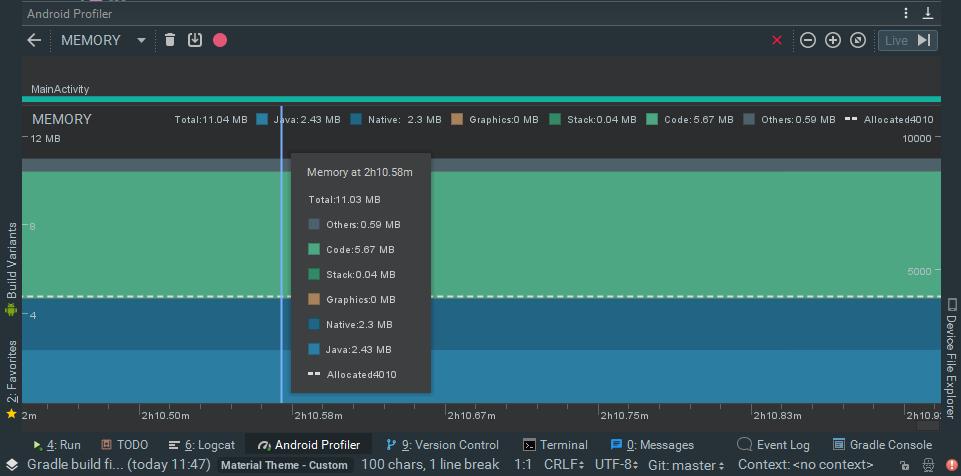 Android Profiler
MEMORY
Live
MainActivity
MEMORY
Total:11.04 MB Java: 2.43 MB Native: 2.3 MB Graphics:0 MB Stack:0.04 MB Code: 5.67 MB Others: 0.59 MB Allocated4010
12 MB
10000
8
5000
4
Memory at 2h10.58m
Total:11.03 MB
Others: 0.59 MB
Code:5.67 MB
Stack:0.04 MB
Graphics:0 MB
Native:2.3 MB
Java:2.43 MB
Allocated4010
2m 2h10.50m 2h10.58m 2h10.67m 2h10.75m 2h10.83m 2h10.9
Build Variants
2: Favorites
Device File Explorer
4: Run TODO 6: Logcat Android Profiler 9: Version Control Terminal 0: Messages Event Log Gradle Console
Gradle build fi... (today 11:47) Material Theme - Custom 100 chars, 1 line break 1:1 CRLF UTF-8 Git: master Context: <no context>